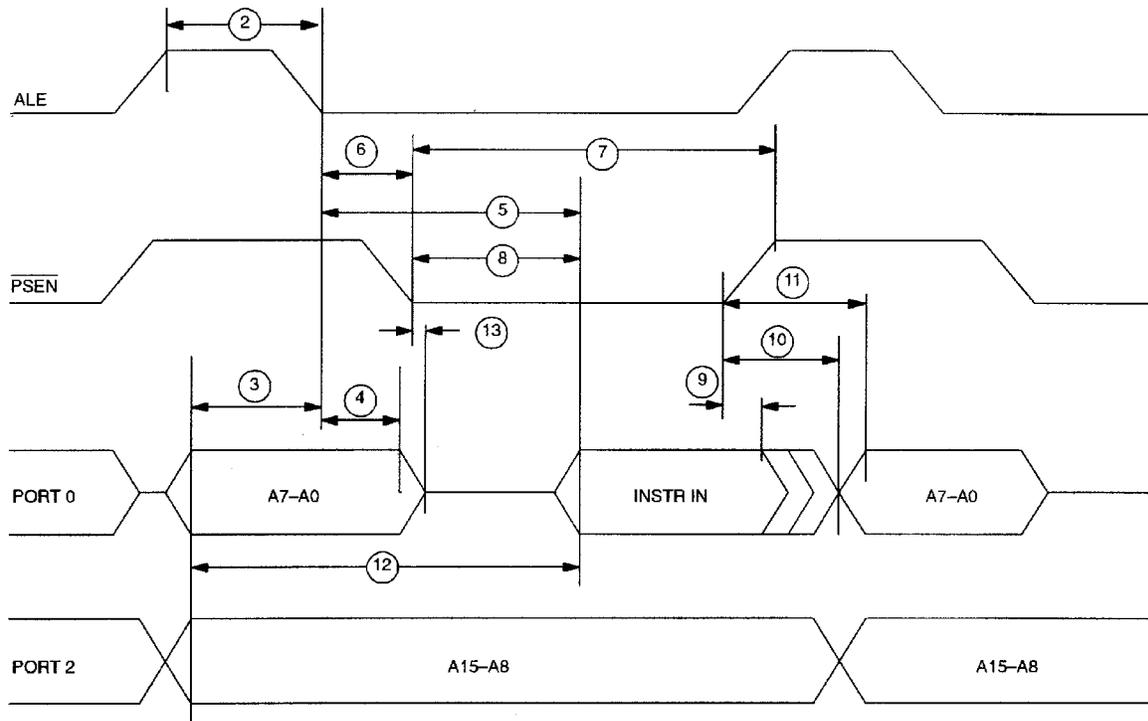 2
ALE
6
7
5
PSEN
8
11
13
10
9
3
4
PORT 0
A7–A0
INSTR IN
A7–A0
12
PORT 2
A15–A8
A15–A8